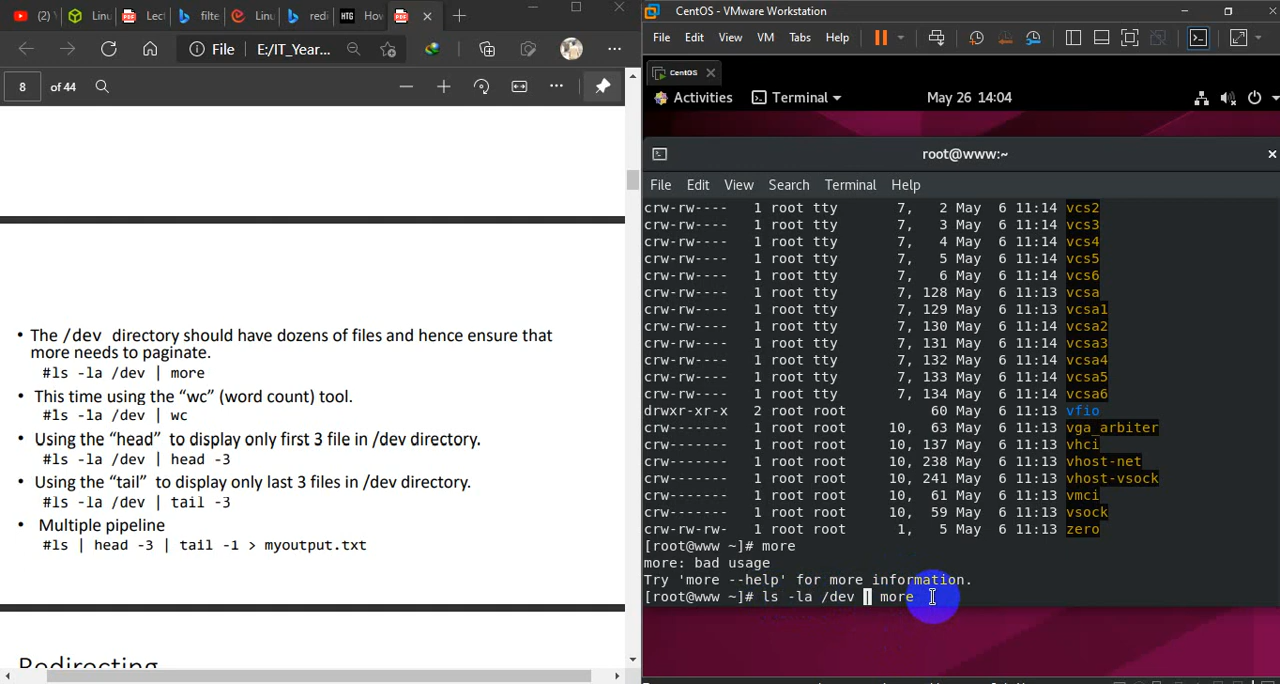 (2)
Linu
Lect
filte
Linu
redi
HTG
Hov
File
E:/IT_Year...
8
of 44
• The /dev directory should have dozens of files and hence ensure that
more needs to paginate.
#ls -la /dev | more
• This time using the “wc” (word count) tool.
#ls -la /dev | wc
• Using the “head” to display only first 3 file in /dev directory.
#ls -la /dev | head -3
• Using the “tail” to display only last 3 files in /dev directory.
#ls -la /dev | tail -3
• Multiple pipeline
#ls | head -3 | tail -1 > myoutput.txt
Redirecting
CentOS - VMware Workstation
File Edit View VM Tabs Help
CentOS
Activities
Terminal
May 26 14:04
root@www:~
File Edit View Search Terminal Help
crw-rw---- 1 root tty 7, 2 May 6 11:14 vcs2
crw-rw---- 1 root tty 7, 3 May 6 11:14 vcs3
crw-rw---- 1 root tty 7, 4 May 6 11:14 vcs4
crw-rw---- 1 root tty 7, 5 May 6 11:14 vcs5
crw-rw---- 1 root tty 7, 6 May 6 11:14 vcs6
crw-rw---- 1 root tty 7, 128 May 6 11:13 vcsa
crw-rw---- 1 root tty 7, 129 May 6 11:13 vcsa1
crw-rw---- 1 root tty 7, 130 May 6 11:14 vcsa2
crw-rw---- 1 root tty 7, 131 May 6 11:14 vcsa3
crw-rw---- 1 root tty 7, 132 May 6 11:14 vcsa4
crw-rw---- 1 root tty 7, 133 May 6 11:14 vcsa5
crw-rw---- 1 root tty 7, 134 May 6 11:14 vcsa6
drwxr-xr-x 2 root root 60 May 6 11:13 vfio
crw------- 1 root root 10, 63 May 6 11:13 vga_arbiter
crw------- 1 root root 10, 137 May 6 11:13 vhci
crw------- 1 root root 10, 238 May 6 11:13 vhost-net
crw------- 1 root root 10, 241 May 6 11:13 vhost-vsock
crw------- 1 root root 10, 61 May 6 11:13 vmci
crw------- 1 root root 10, 59 May 6 11:13 vsock
crw-rw-rw- 1 root root 1, 5 May 6 11:13 zero
[root@www ~]# more
more: bad usage
Try 'more --help' for more information.
[root@www ~]# ls -la /dev | more